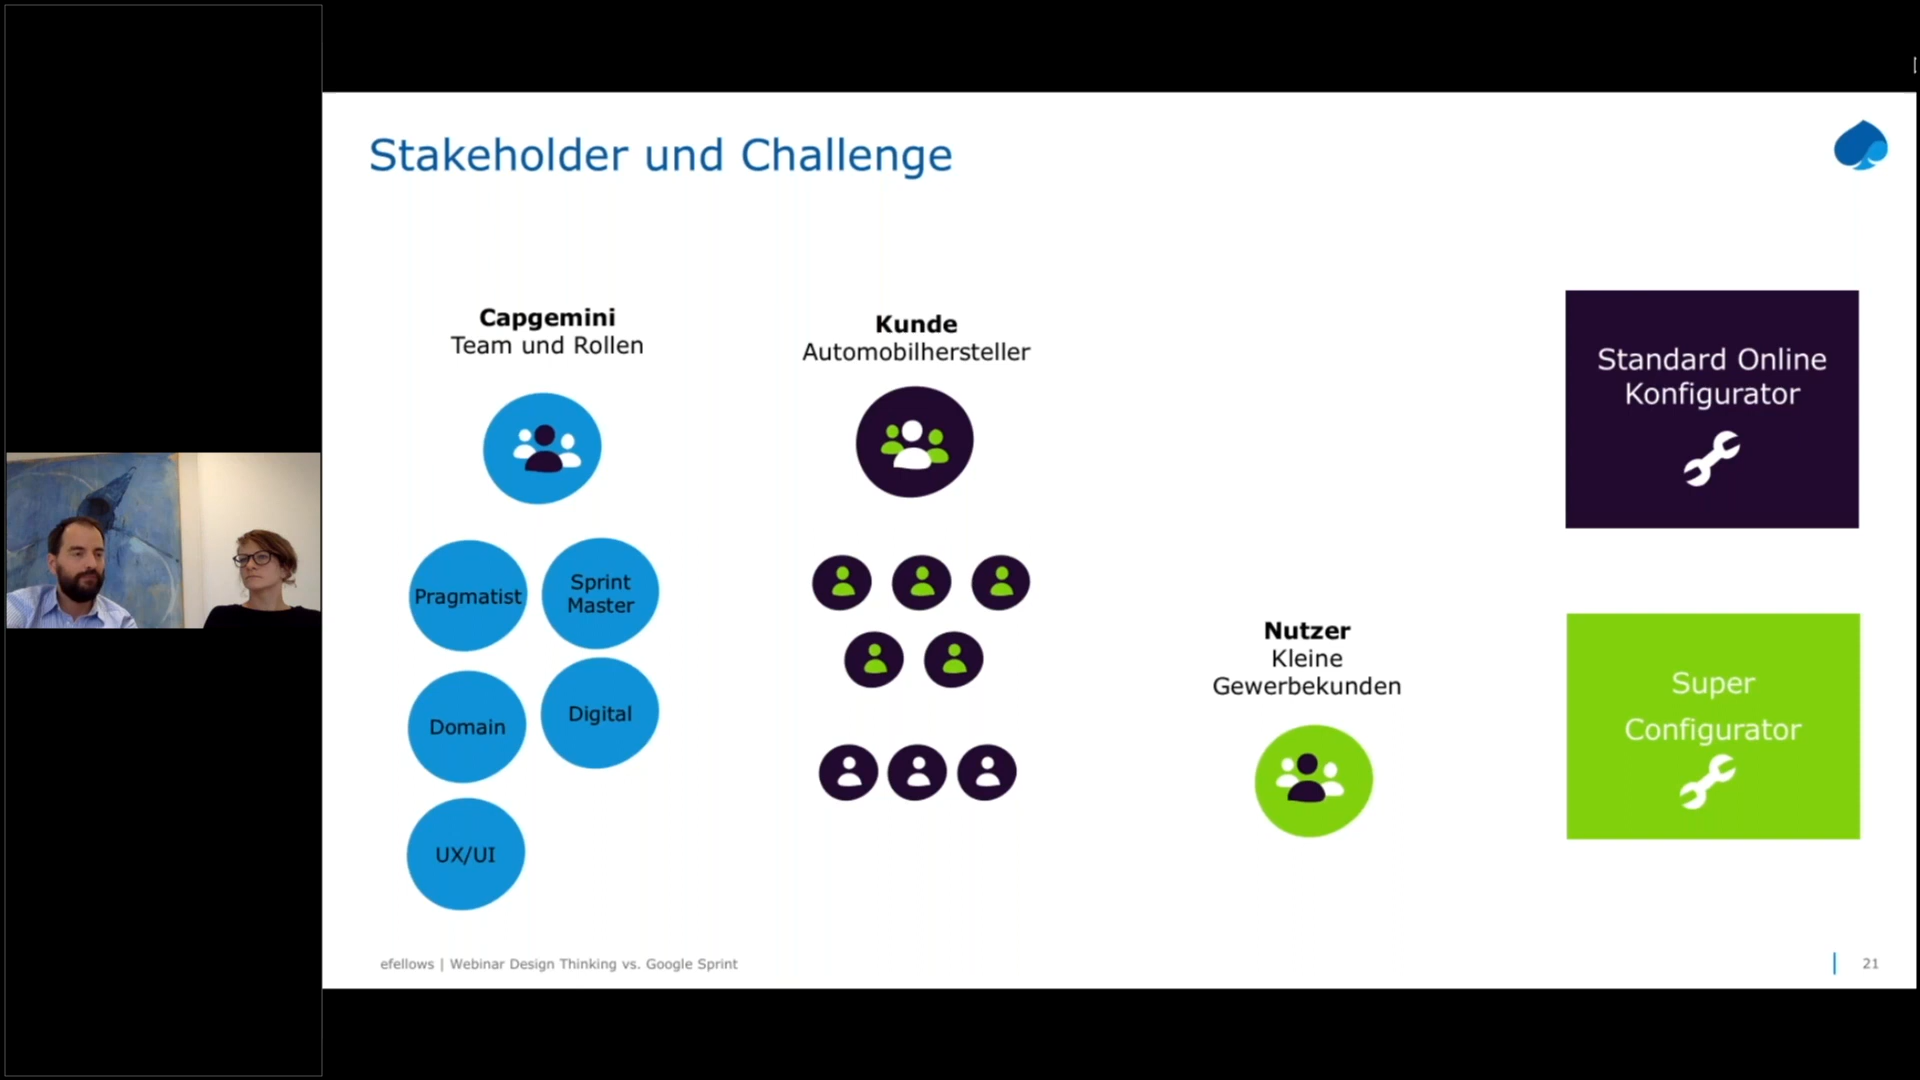 Stakeholder und Challenge
Capgemini
Team und Rollen
Pragmatist
Sprint
Master
Domain
Digital
UX/UI
Kunde
Automobilhersteller
Nutzer
Kleine
Gewerbekunden
Standard Online
Konfigurator
Super
Configurator
efellows | Webinar Design Thinking vs. Google Sprint
21